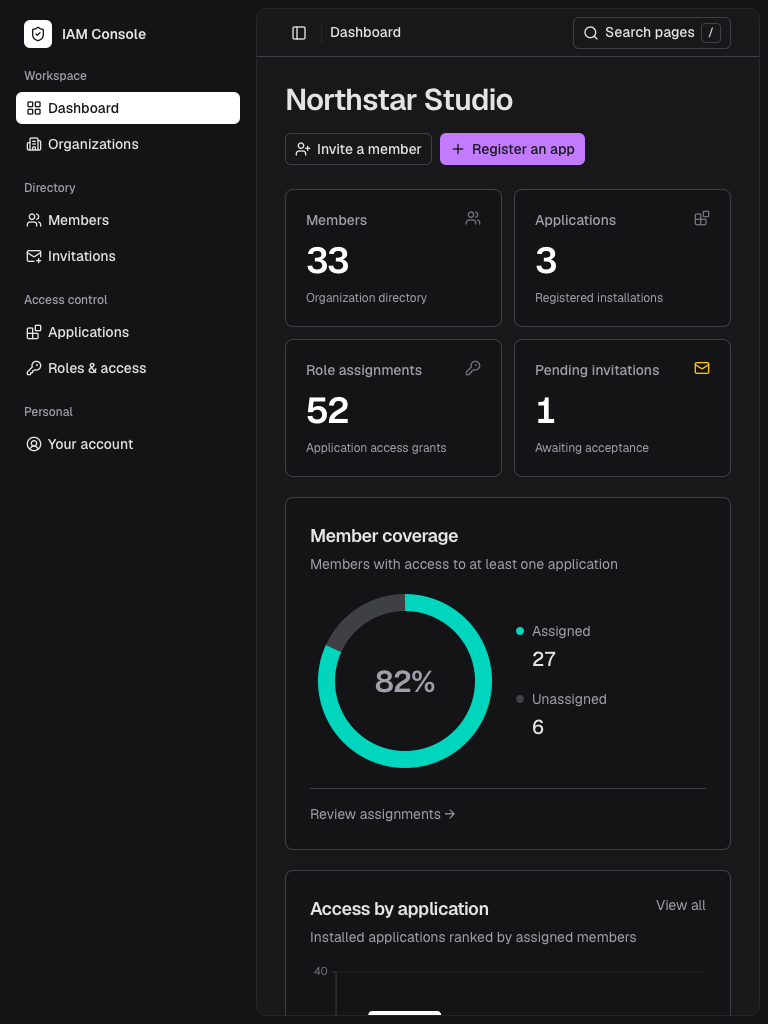 IAM Console
Workspace
Dashboard
Organizations
Directory
Members
Invitations
Access control
Applications
Roles & access
Personal
Your account
Dashboard
Search pages /
Northstar Studio
Invite a member
Register an app
Members
33
Organization directory
Applications
3
Registered installations
Role assignments
52
Application access grants
Pending invitations
1
Awaiting acceptance
Member coverage
Members with access to at least one application
82%
Assigned
27
Unassigned
6
Review assignments →
Access by application
View all
Installed applications ranked by assigned members
40